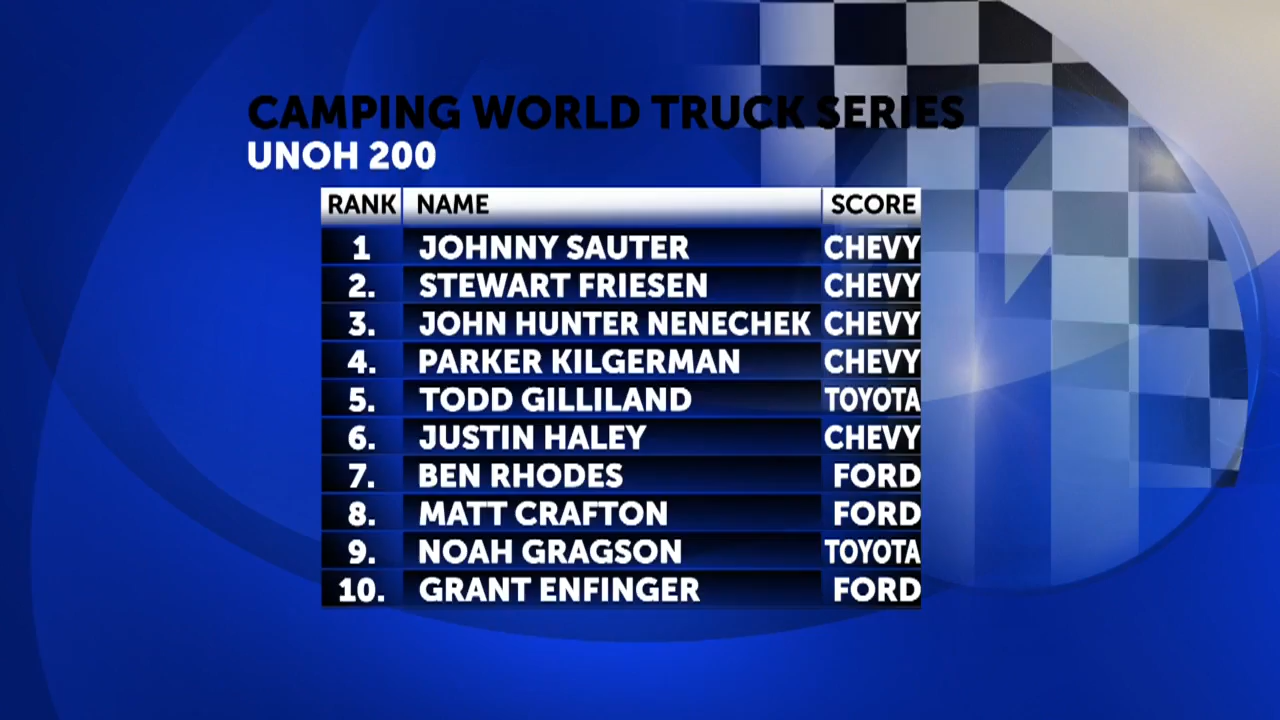 CAMPING WORLD TRUCK SERIES
UNOH 200
RANK NAME SCORE
1 JOHNNY SAUTER CHEVY
2. STEWART FRIESEN CHEVY
3. JOHN HUNTER NENECHEK CHEVY
4. PARKER KILGERMAN CHEVY
5. TODD GILLILAND TOYOTA
6. JUSTIN HALEY CHEVY
7. BEN RHODES FORD
8. MATT CRAFTON FORD
9. NOAH GRAGSON TOYOTA
10. GRANT ENFINGER FORD